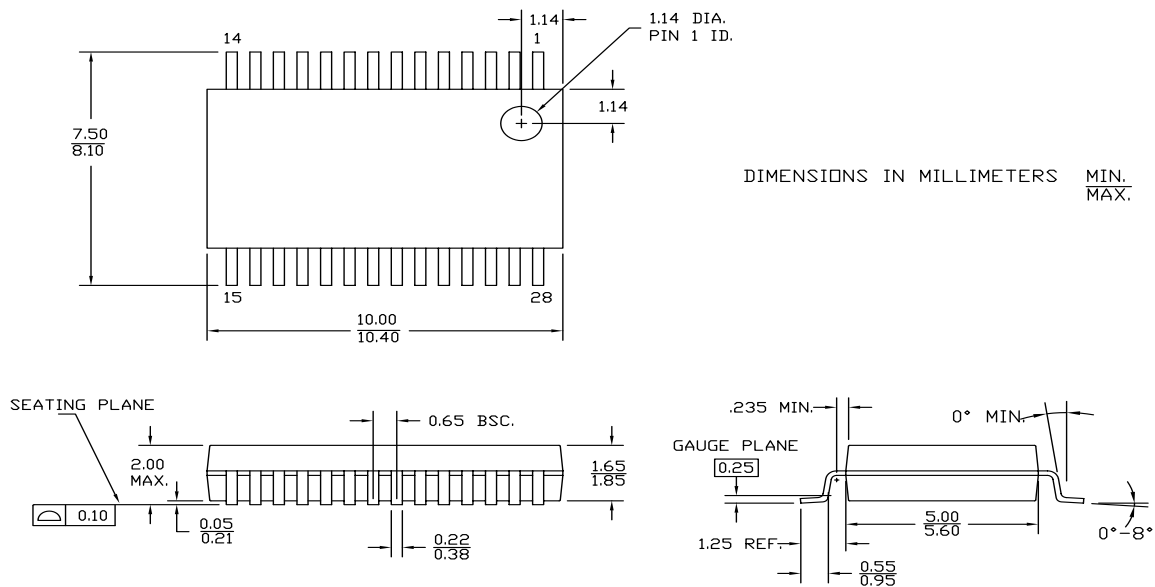 1.14
1.14 DIA.
PIN 1 ID.
14
1
1.14
7.50
8.10
DIMENSIONS IN MILLIMETERS
MIN.
MAX.
15
28
10.00
10.40
SEATING PLANE
0.65 BSC.
.235 MIN.
0° MIN.
GAUGE PLANE
0.25
2.00
MAX.
1.65
1.85
0.10
0.05
0.21
0.22
0.38
1.25 REF.
5.00
5.60
0°-8°
0.55
0.95